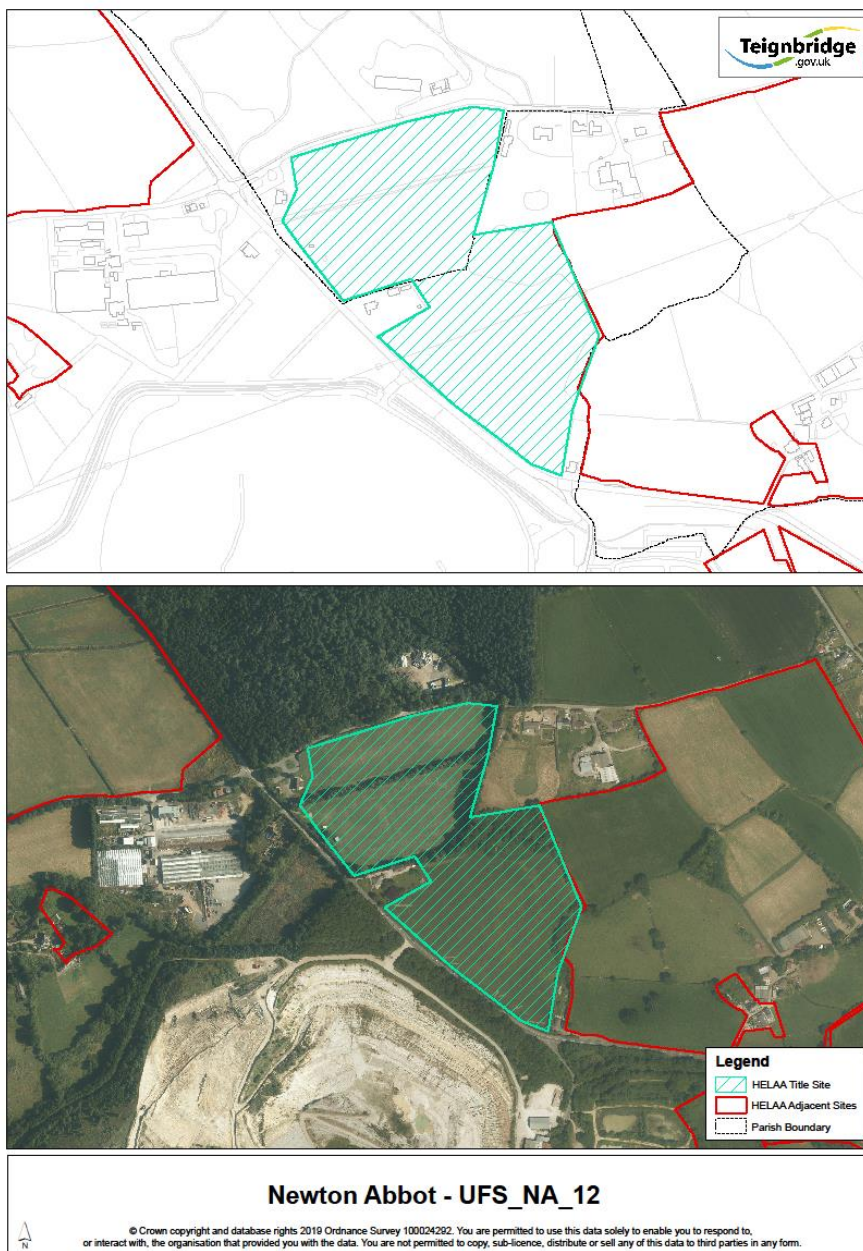 Teignbridge
.gov.uk
Legend
HELAA Title Site
HELAA Adjacent Sites
Parish Boundary
Newton Abbot - UFS_NA_12
N
© Crown copyright and database rights 2019 Ordnance Survey 100024292. You are permitted to use this data solely to enable you to respond to,
or interact with, the organisation that provided you with the data. You are not permitted to copy, sub-licence, distribute or sell any of this data to third parties in any form.